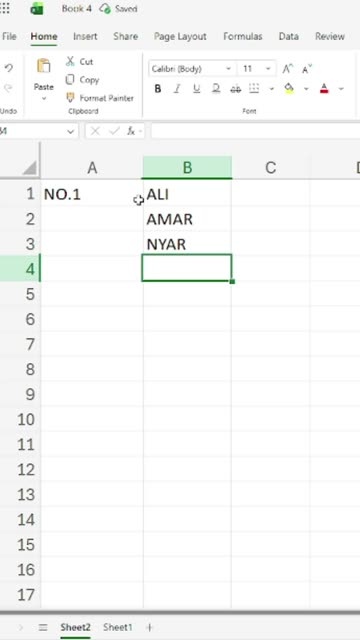 Book 4 Saved
File Home Insert Share Page Layout Formulas Data Review
Cut
Copy
Paste Format Painter
Calibri (Body) 11
B I U D ab A
Undo Clipboard Font
fx
A B C
1 NO.1 ALI
2 AMAR
3 NYAR
4
5
6
7
8
9
10
11
12
13
14
15
16
17
Sheet2 Sheet1 +